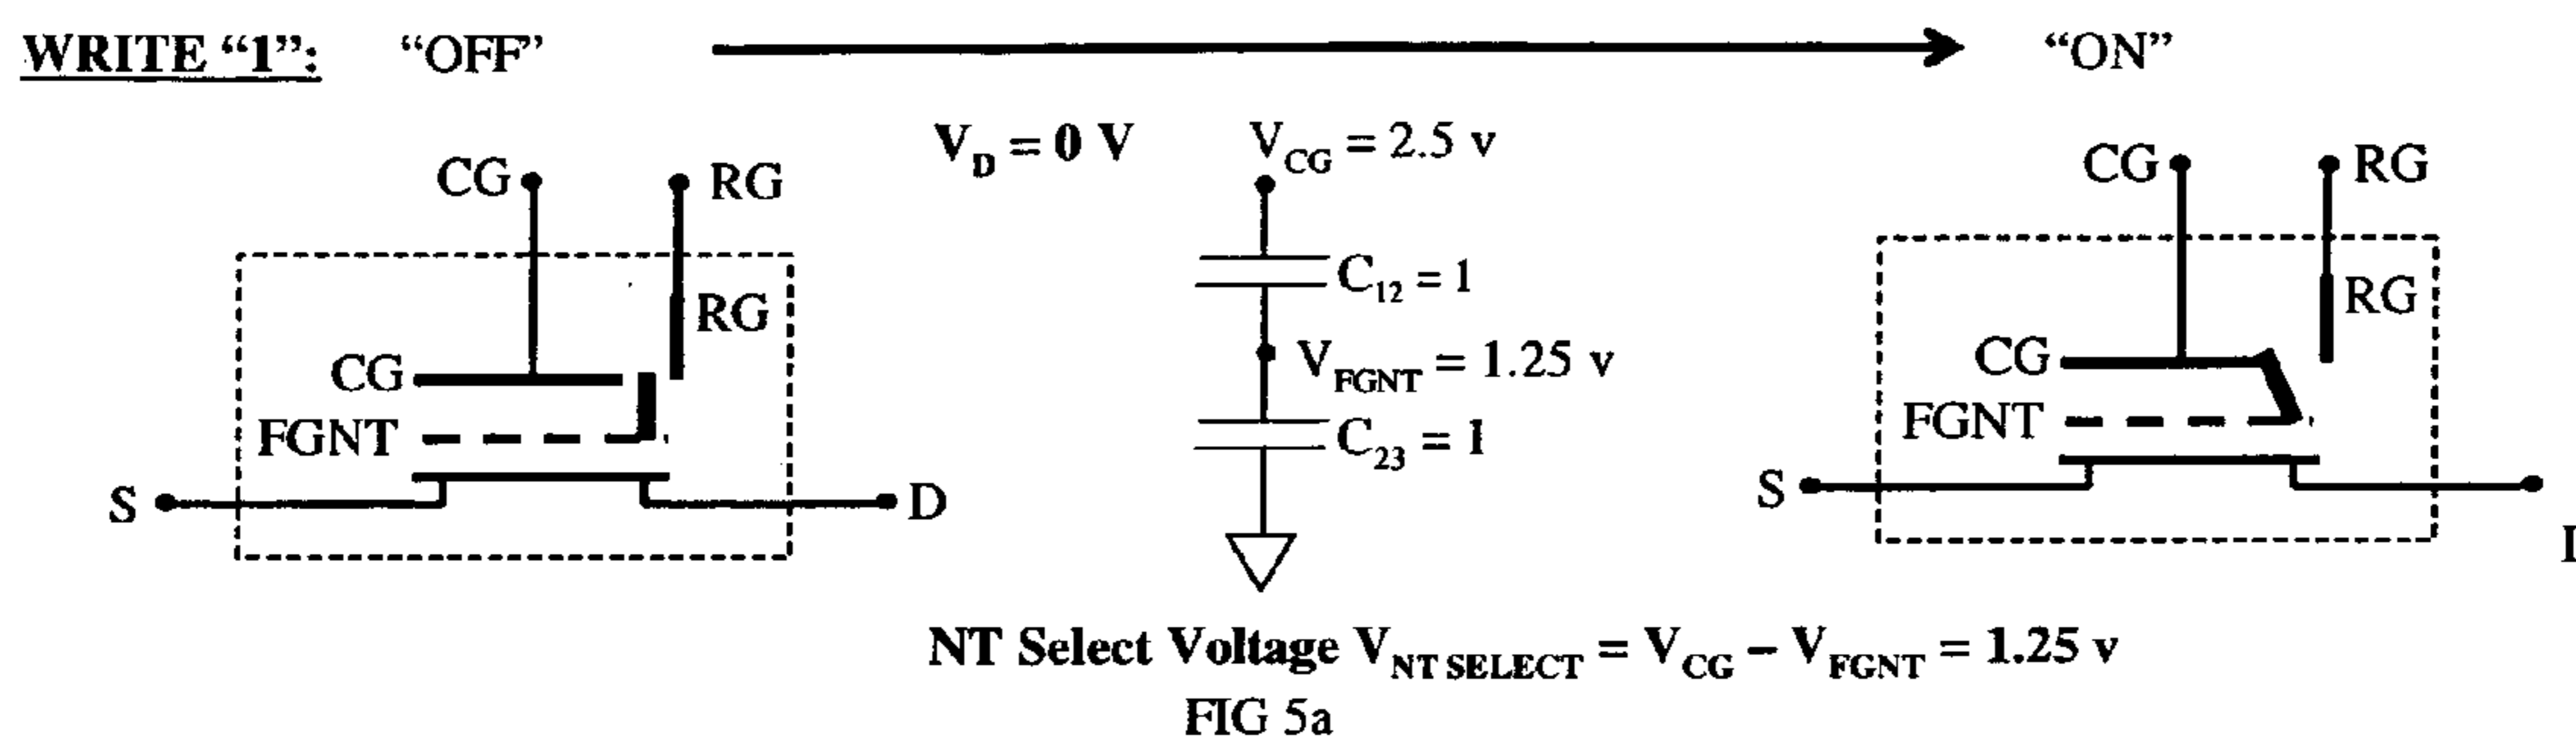 WRITE “1”: “OFF” “ON”
V_D = 0 V V_CG = 2.5 v
CG RG CG RG
C_12 = 1
RG RG
CG V_FGNT = 1.25 v CG
FGNT C_23 = 1 FGNT
S D S
NT Select Voltage V_NT SELECT = V_CG – V_FGNT = 1.25 v
FIG 5a